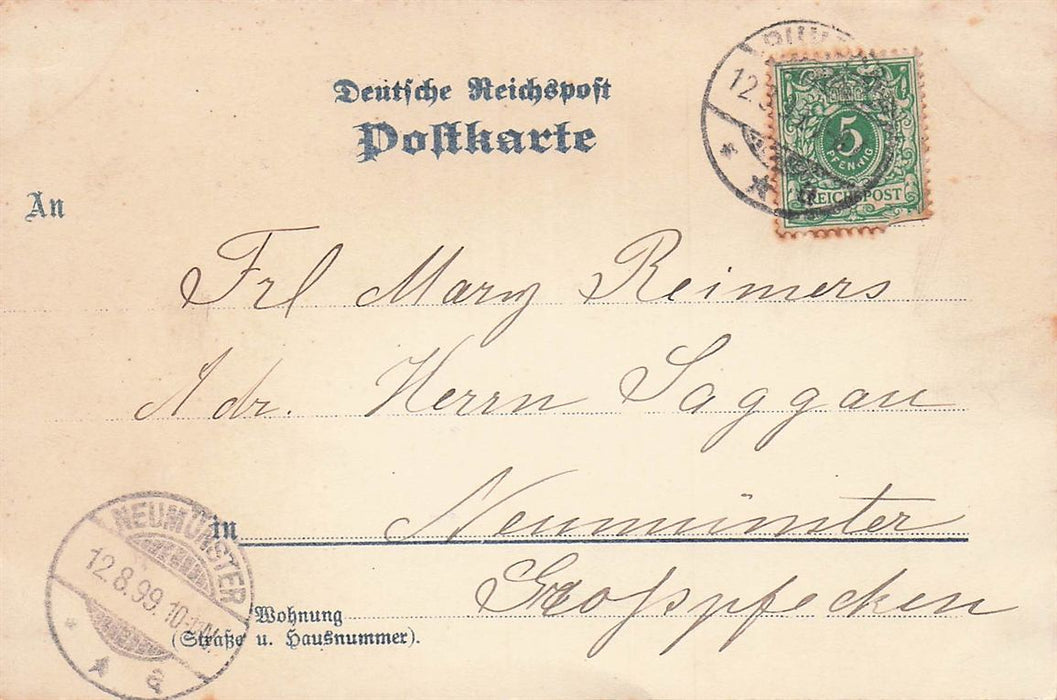 Deutsche Reichspost
Postkarte
5
PFENNIG
REICHSPOST
An
Frl Mary Reimers
Adr. Herrn Saggau
in Neumünster
Großpfecken
Wohnung
(Straße u. Hausnummer).
NEUMÜNSTER
12.8.99.
* * a